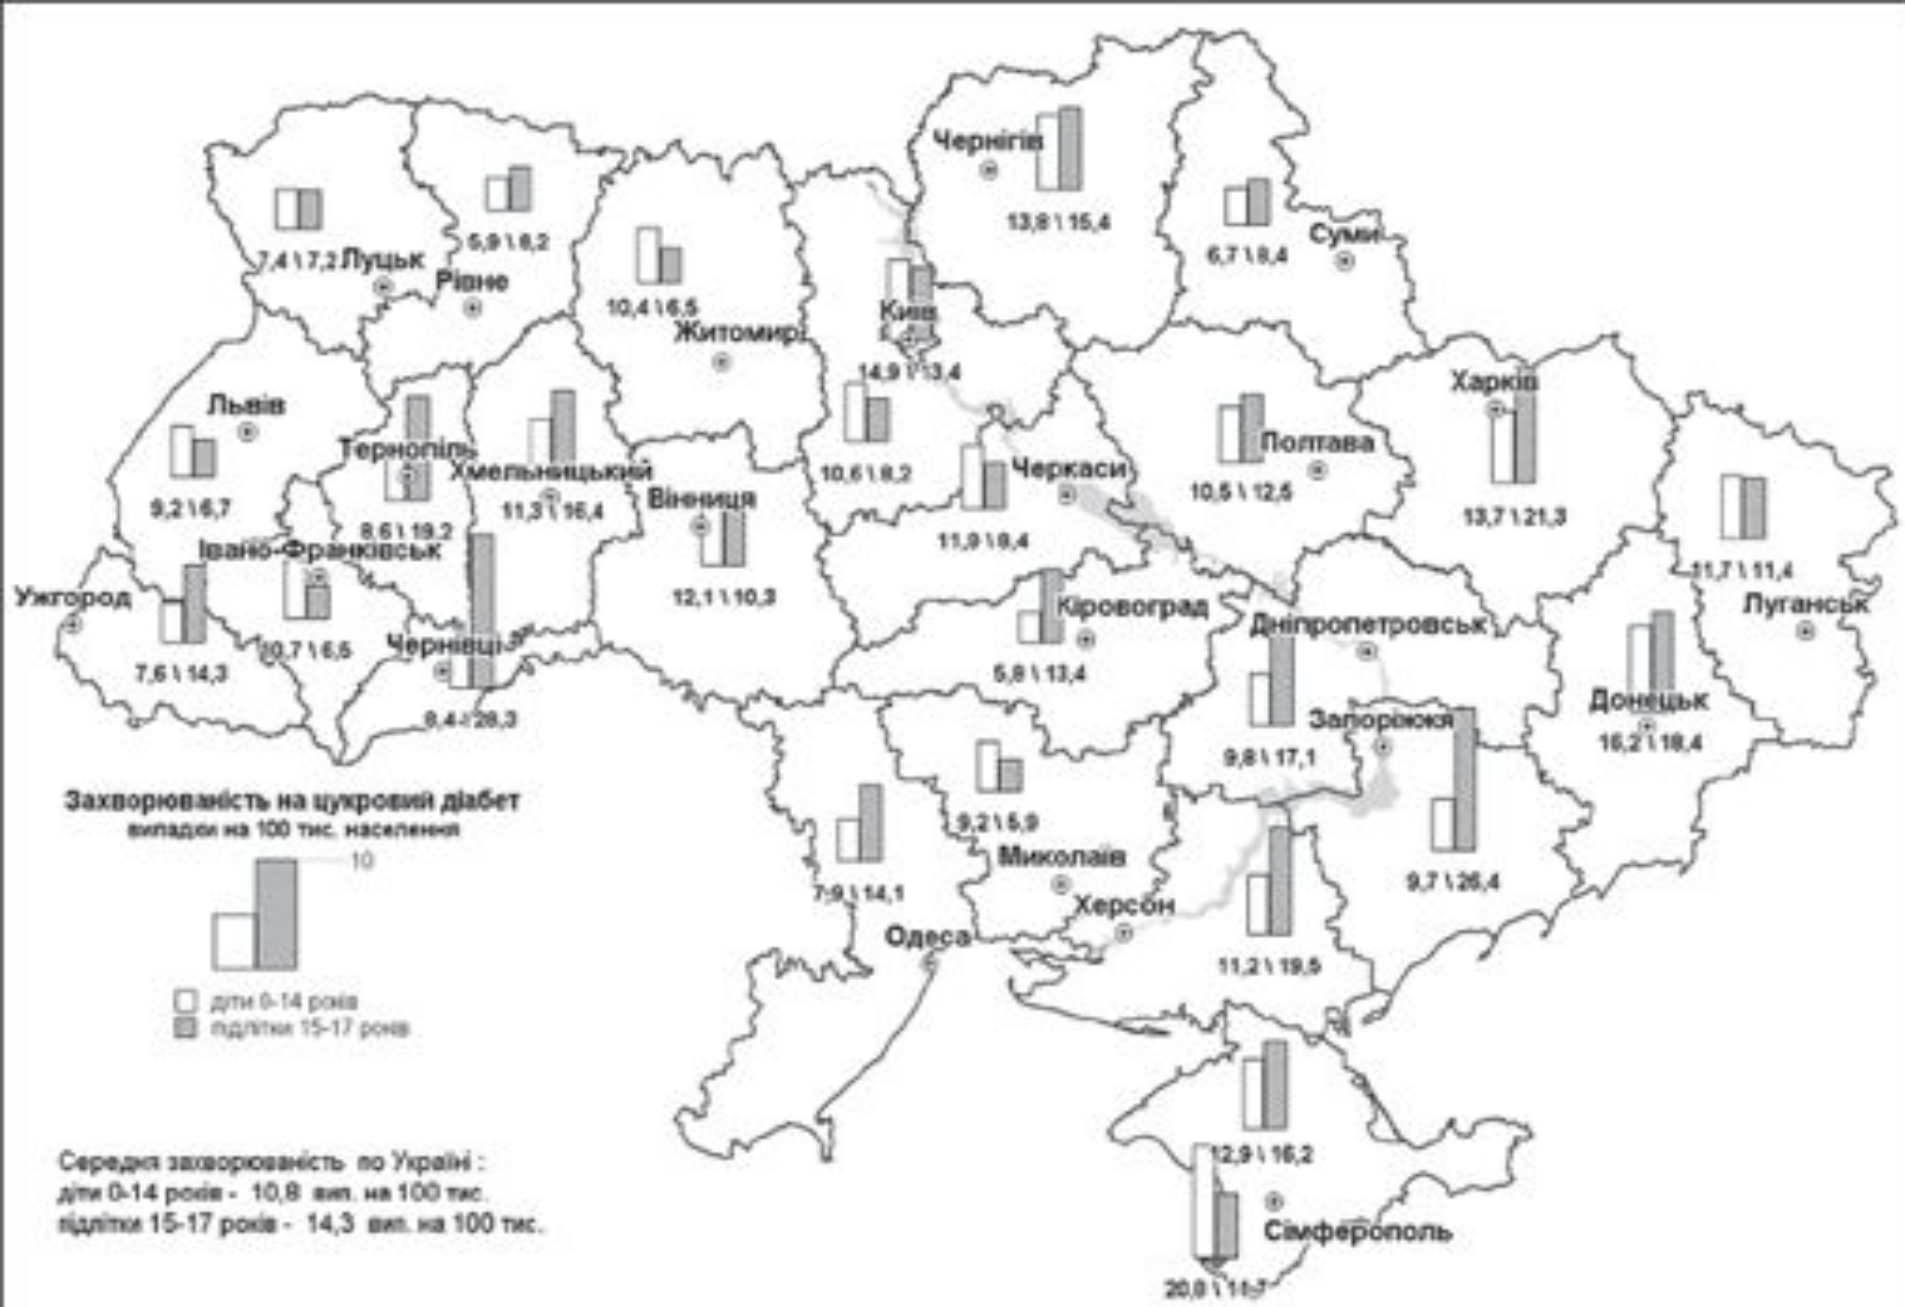 Чернігів
13,8 \ 15,4
Суми
6,7 \ 8,4
7,4 \ 7,2
Луцьк
5,9 \ 8,2
Рівне
10,4 \ 6,5
Житомир
Київ
14,9 \ 13,4
10,6 \ 8,2
Львів
9,2 \ 6,7
Тернопіль
8,6 \ 19,2
Хмельницький
11,3 \ 16,4
Вінниця
12,1 \ 10,3
Черкаси
11,9 \ 8,4
Полтава
10,5 \ 12,5
Харків
13,7 \ 21,3
11,7 \ 11,4
Луганськ
Івано-Франківськ
10,7 \ 6,5
Ужгород
7,6 \ 14,3
Чернівці
8,4 \ 28,3
Кіровоград
5,8 \ 13,4
Дніпропетровськ
9,8 \ 17,1
Донецьк
16,2 \ 18,4
Запоріжжя
9,7 \ 26,4
9,2 \ 5,9
Миколаїв
7,9 \ 14,1
Одеса
Херсон
11,2 \ 19,5
12,9 \ 16,2
Сімферополь
Захворюваність на цукровий діабет
випадки на 100 тис. населення
10
діти 0-14 років
підлітки 15-17 років
Середня захворюваність по Україні :
діти 0-14 років - 10,8 вип. на 100 тис.
підлітки 15-17 років - 14,3 вип. на 100 тис.